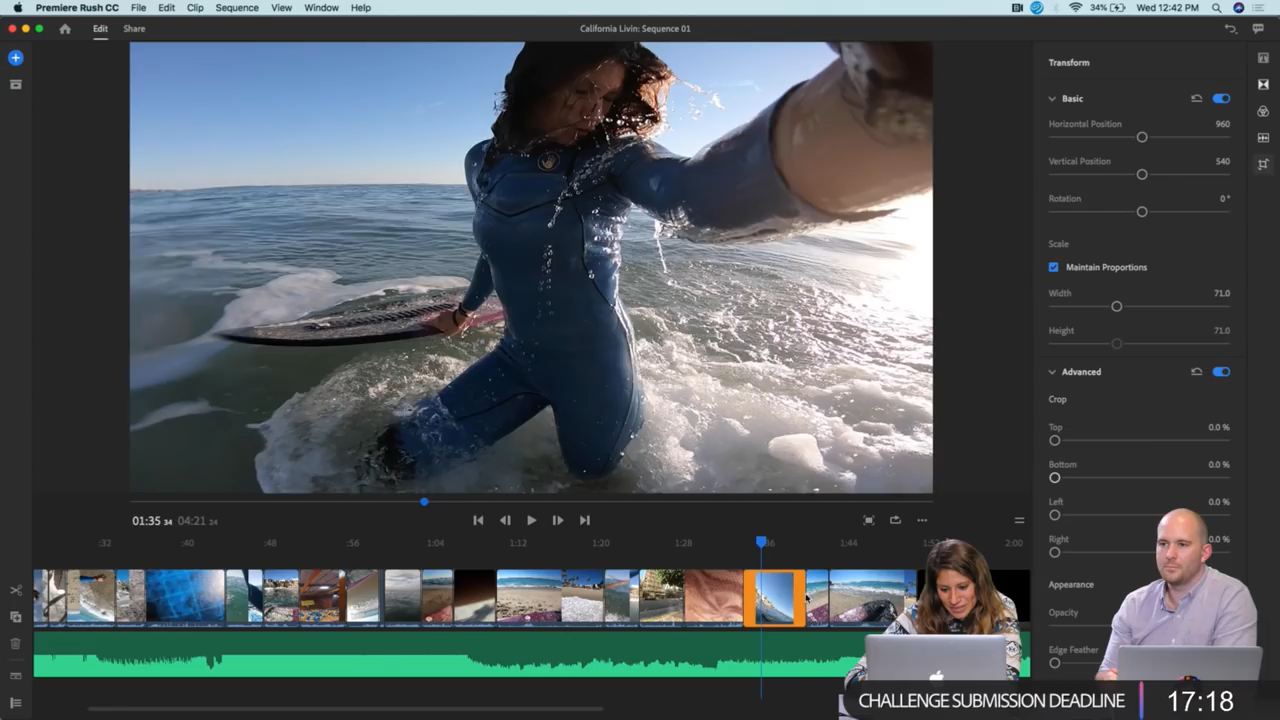 Premiere Rush CC File Edit Clip Sequence View Window Help 34% Wed 12:42 PM
Edit Share California Livin: Sequence 01
Transform
Basic
Horizontal Position 960
Vertical Position 540
Rotation 0°
Scale
Maintain Proportions
Width 71.0
Height 71.0
Advanced
Crop
Top 0.0 %
Bottom 0.0 %
Left 0.0 %
Right 0.0 %
Appearance
Opacity
Edge Feather
01:35 34 04:21 24
:32 :40 :48 :56 1:04 1:12 1:20 1:28 1:44 2:00
CHALLENGE SUBMISSION DEADLINE 17:18